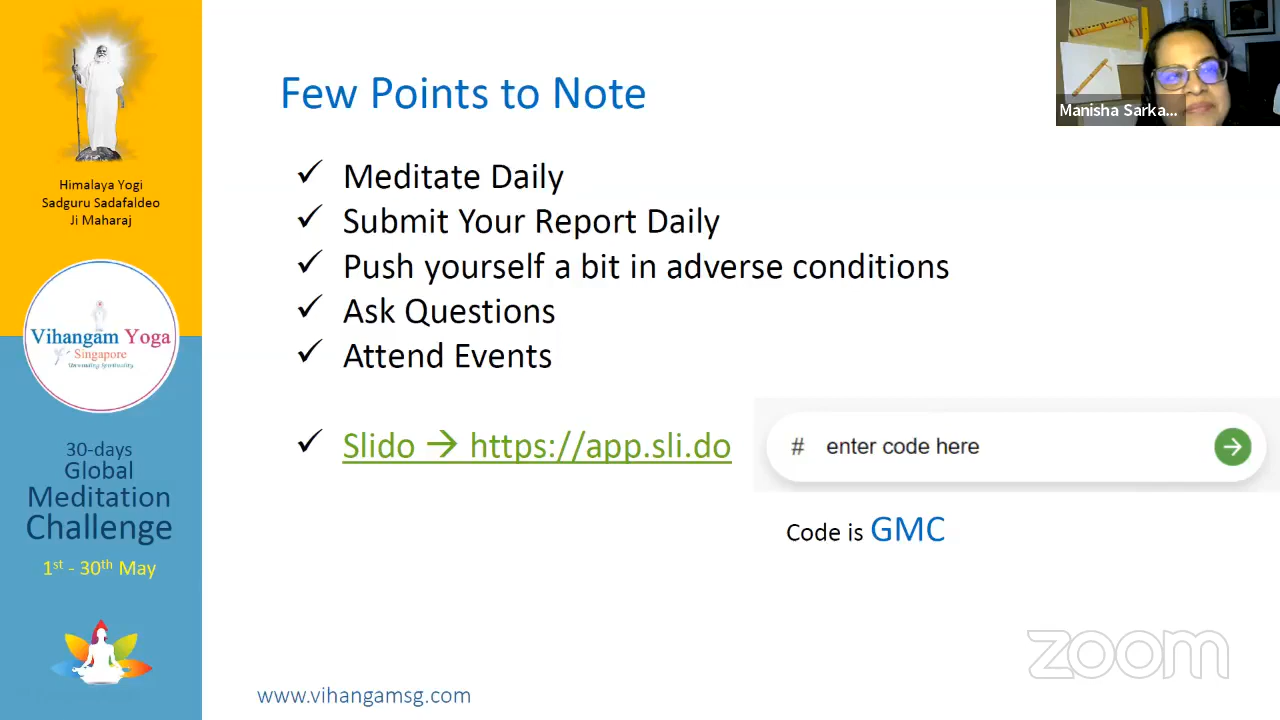 Himalaya Yogi
Sadguru Sadafaldeo
Ji Maharaj
Vihangam Yoga
Singapore
30-days
Global
Meditation
Challenge
1st - 30th May
Few Points to Note
✓ Meditate Daily
✓ Submit Your Report Daily
✓ Push yourself a bit in adverse conditions
✓ Ask Questions
✓ Attend Events
✓ Slido → https://app.sli.do
# enter code here
Code is GMC
www.vihangamsg.com
Manisha Sarka...
zoom